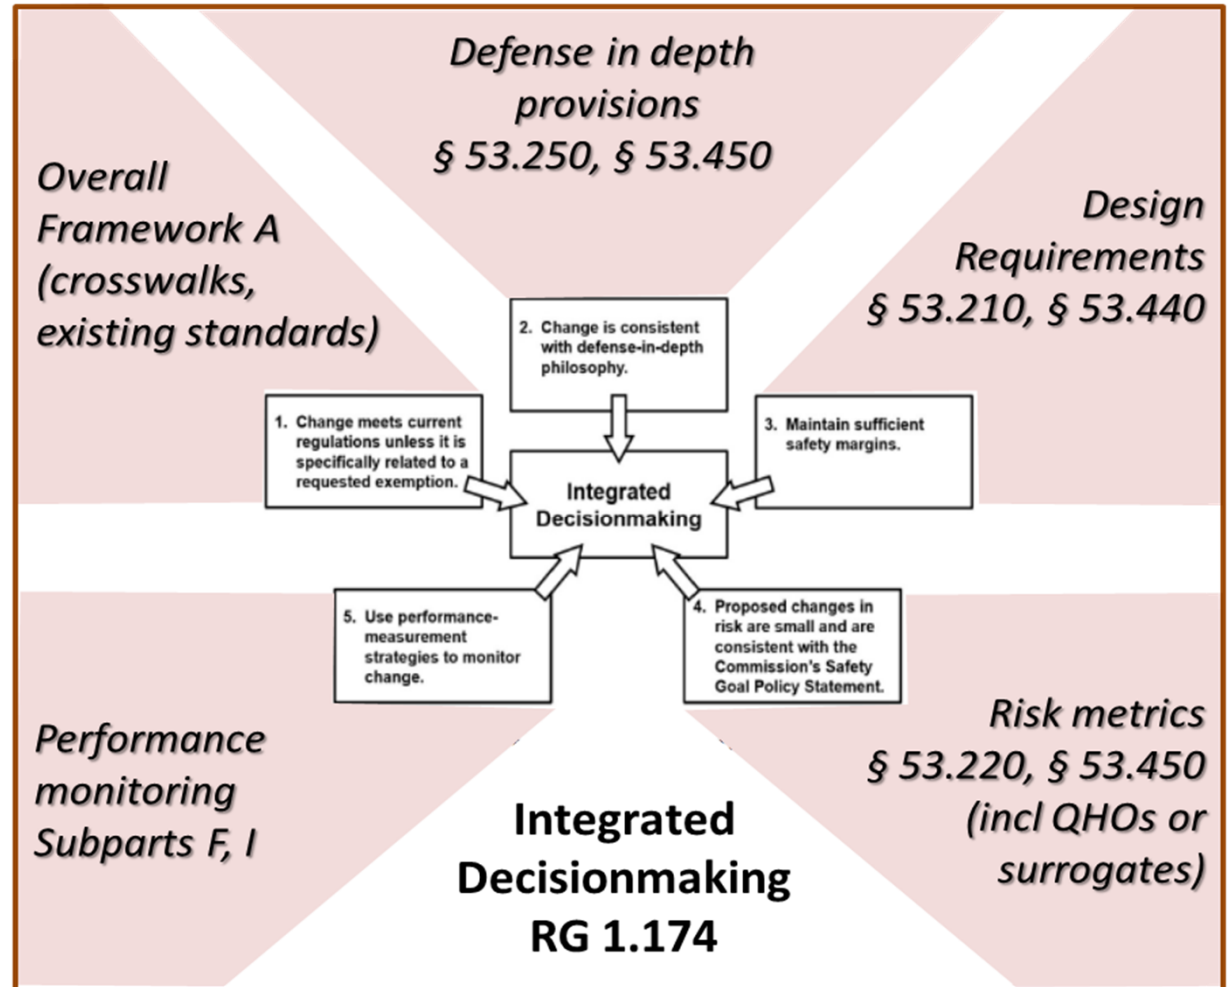 Defense in depth
provisions
§ 53.250, § 53.450
Overall
Framework A
(crosswalks,
existing standards)
Design
Requirements
§ 53.210, § 53.440
2. Change is consistent
with defense-in-depth
philosophy.
1. Change meets current
regulations unless it is
specifically related to a
requested exemption.
3. Maintain sufficient
safety margins.
Integrated
Decisionmaking
5. Use performance-
measurement
strategies to monitor
change.
4. Proposed changes in
risk are small and are
consistent with the
Commission's Safety
Goal Policy Statement.
Performance
monitoring
Subparts F, I
Risk metrics
§ 53.220, § 53.450
(incl QHOs or
surrogates)
Integrated
Decisionmaking
RG 1.174